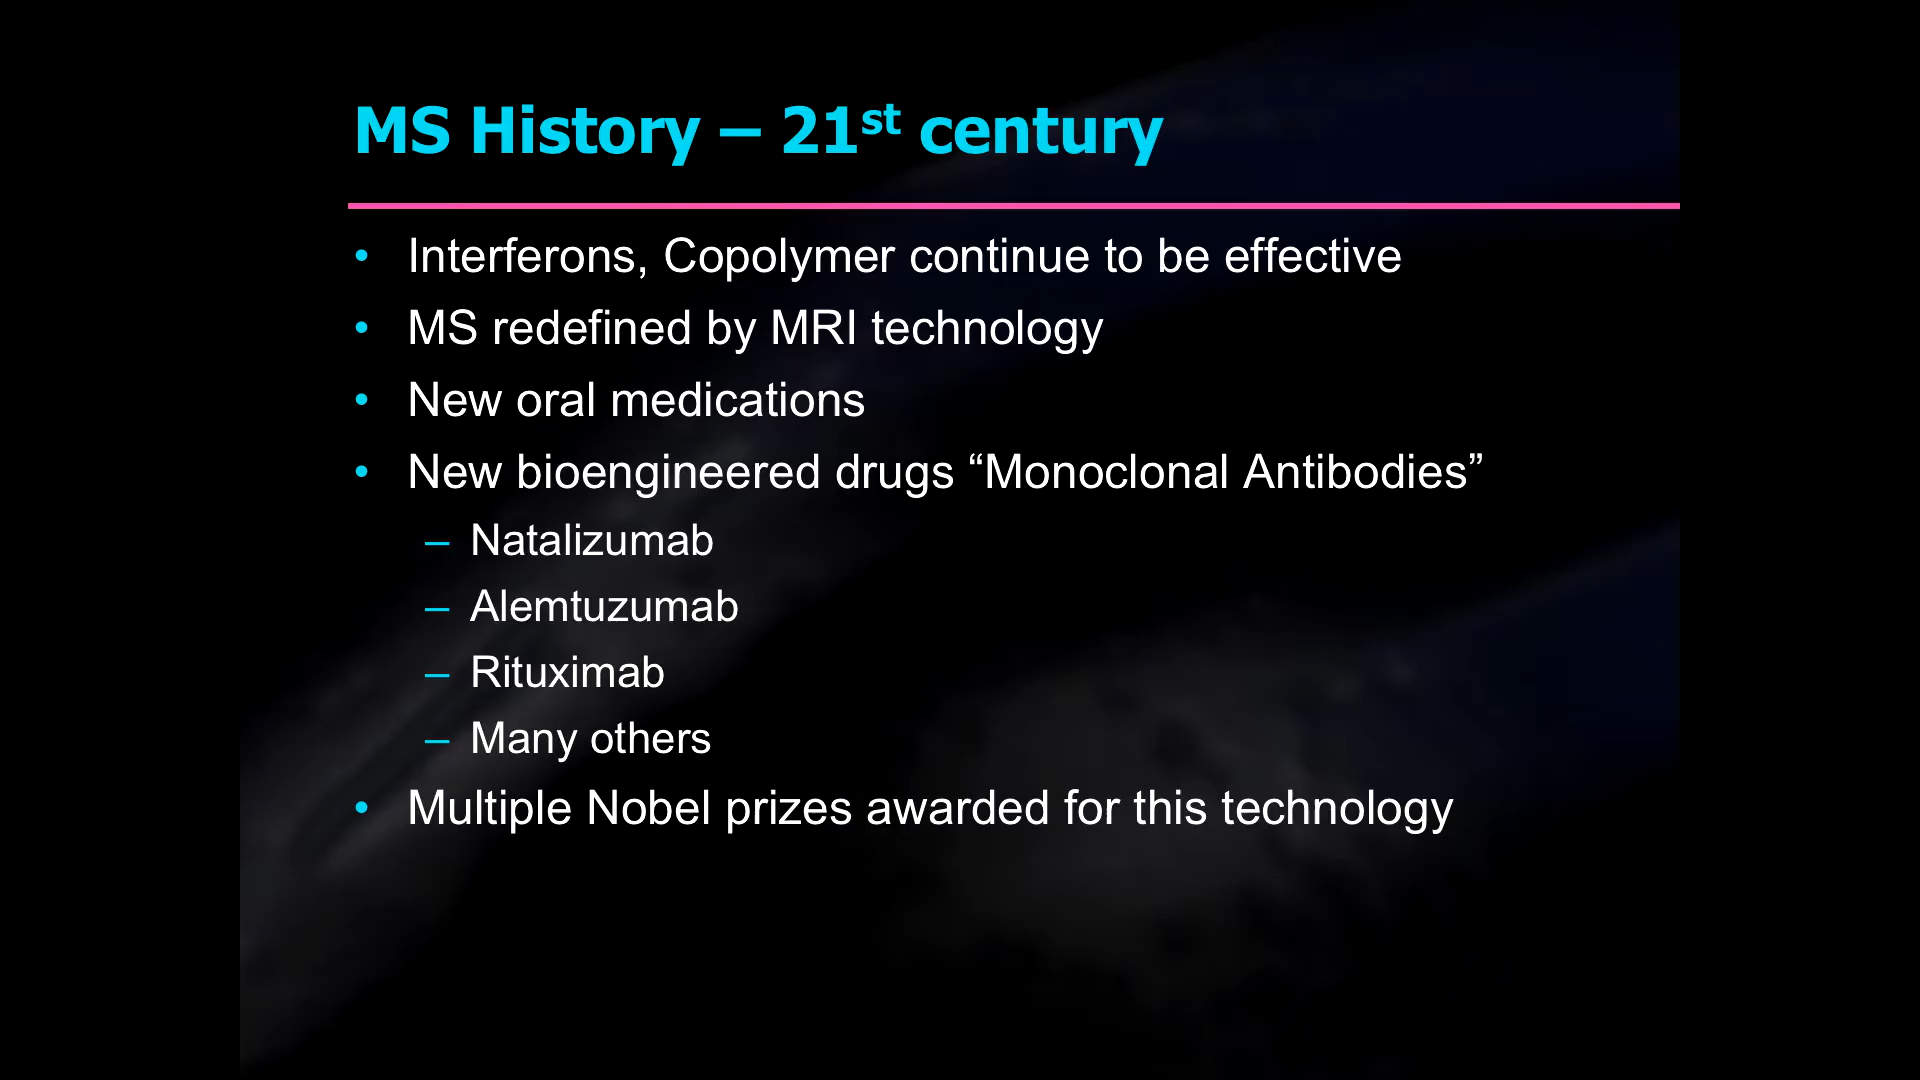 MS History – 21st century
• Interferons, Copolymer continue to be effective
• MS redefined by MRI technology
• New oral medications
• New bioengineered drugs “Monoclonal Antibodies”
– Natalizumab
– Alemtuzumab
– Rituximab
– Many others
• Multiple Nobel prizes awarded for this technology